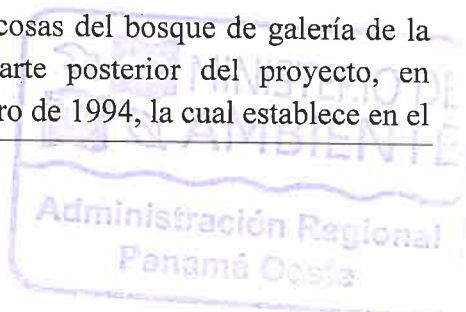 cosas del bosque de galería de la
arte posterior del proyecto, en
ro de 1994, la cual establece en el
MINISTERIO DE
AMBIENTE
Administración Regional
Panamá Oeste